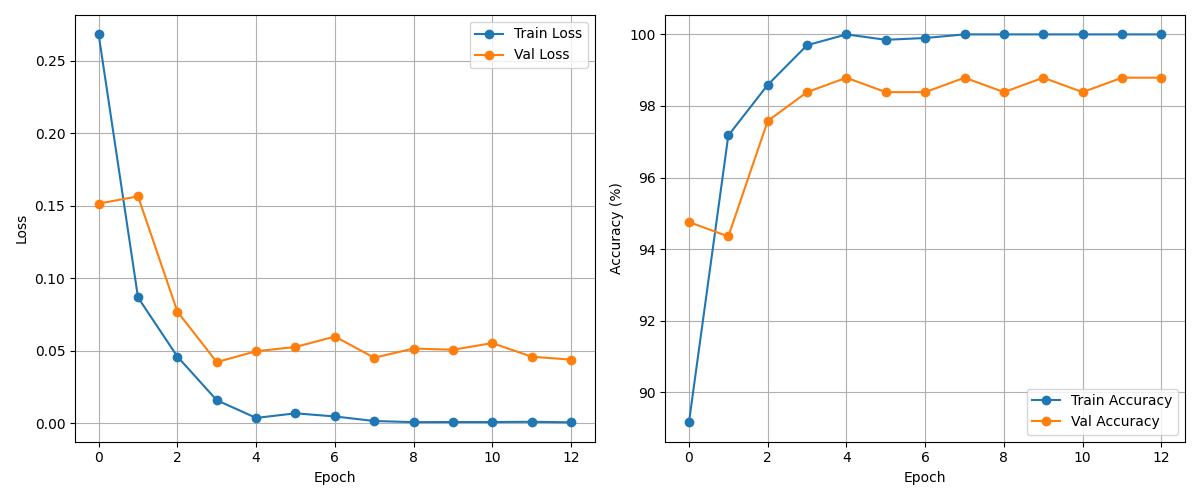 Train Loss
Val Loss
0.25
0.20
0.15
0.10
0.05
0.00
Loss
0 2 4 6 8 10 12
Epoch
100
98
96
94
92
90
Accuracy (%)
Train Accuracy
Val Accuracy
0 2 4 6 8 10 12
Epoch